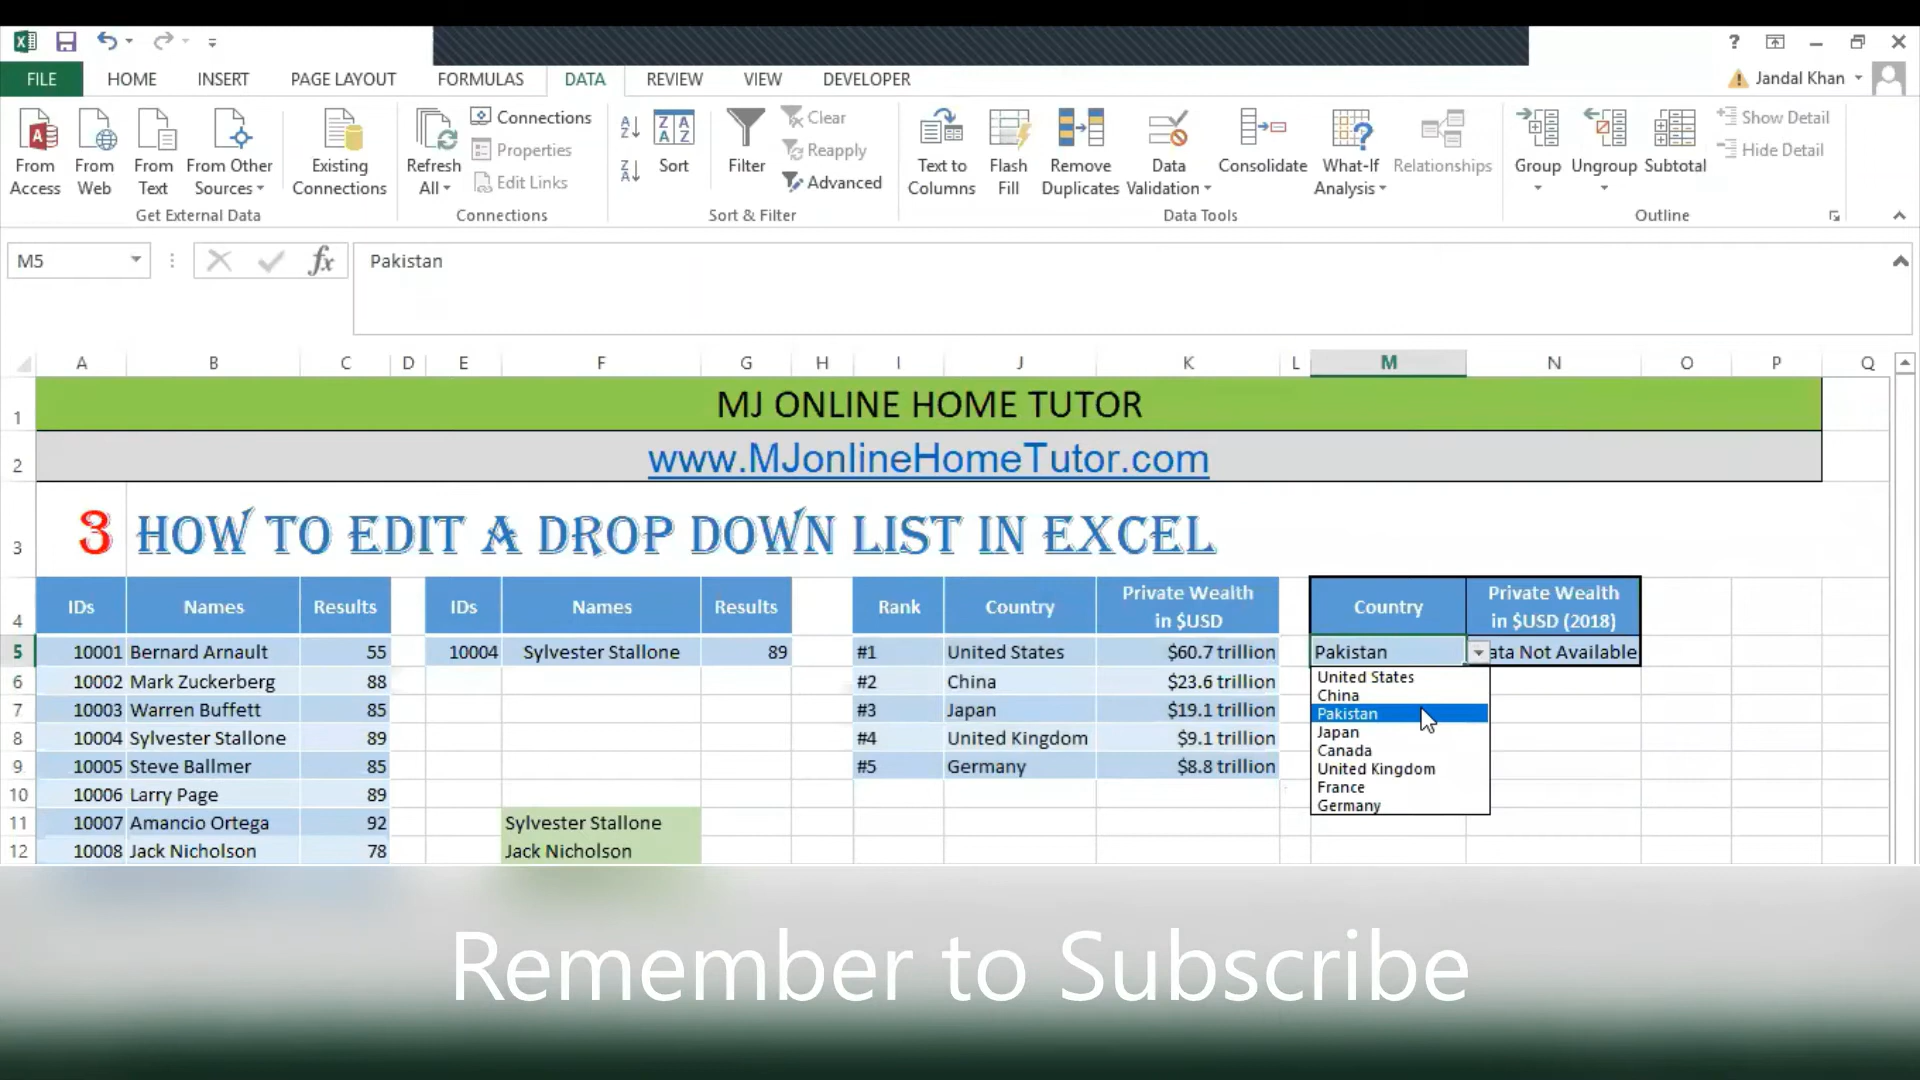 ?
Jandal Khan
FILE HOME INSERT PAGE LAYOUT FORMULAS DATA REVIEW VIEW DEVELOPER
From Access
From Web
From Text
From Other Sources
Existing Connections
Get External Data
Refresh All
Connections
Properties
Edit Links
Connections
Sort
Filter
Clear
Reapply
Advanced
Sort & Filter
Text to Columns
Flash Fill
Remove Duplicates
Data Validation
Consolidate
What-If Analysis
Relationships
Data Tools
Group
Ungroup
Subtotal
Show Detail
Hide Detail
Outline
M5 fx Pakistan
A B C D E F G H I J K L M N O P Q
1 MJ ONLINE HOME TUTOR
2 www.MJonlineHomeTutor.com
3 3 HOW TO EDIT A DROP DOWN LIST IN EXCEL
4 IDs Names Results IDs Names Results Rank Country Private Wealth in $USD Country Private Wealth in $USD (2018)
5 10001 Bernard Arnault 55 10004 Sylvester Stallone 89 #1 United States $60.7 trillion Pakistan ata Not Available
6 10002 Mark Zuckerberg 88 #2 China $23.6 trillion
7 10003 Warren Buffett 85 #3 Japan $19.1 trillion
8 10004 Sylvester Stallone 89 #4 United Kingdom $9.1 trillion
9 10005 Steve Ballmer 85 #5 Germany $8.8 trillion
10 10006 Larry Page 89
11 10007 Amancio Ortega 92 Sylvester Stallone
12 10008 Jack Nicholson 78 Jack Nicholson
United States
China
Pakistan
Japan
Canada
United Kingdom
France
Germany
Remember to Subscribe